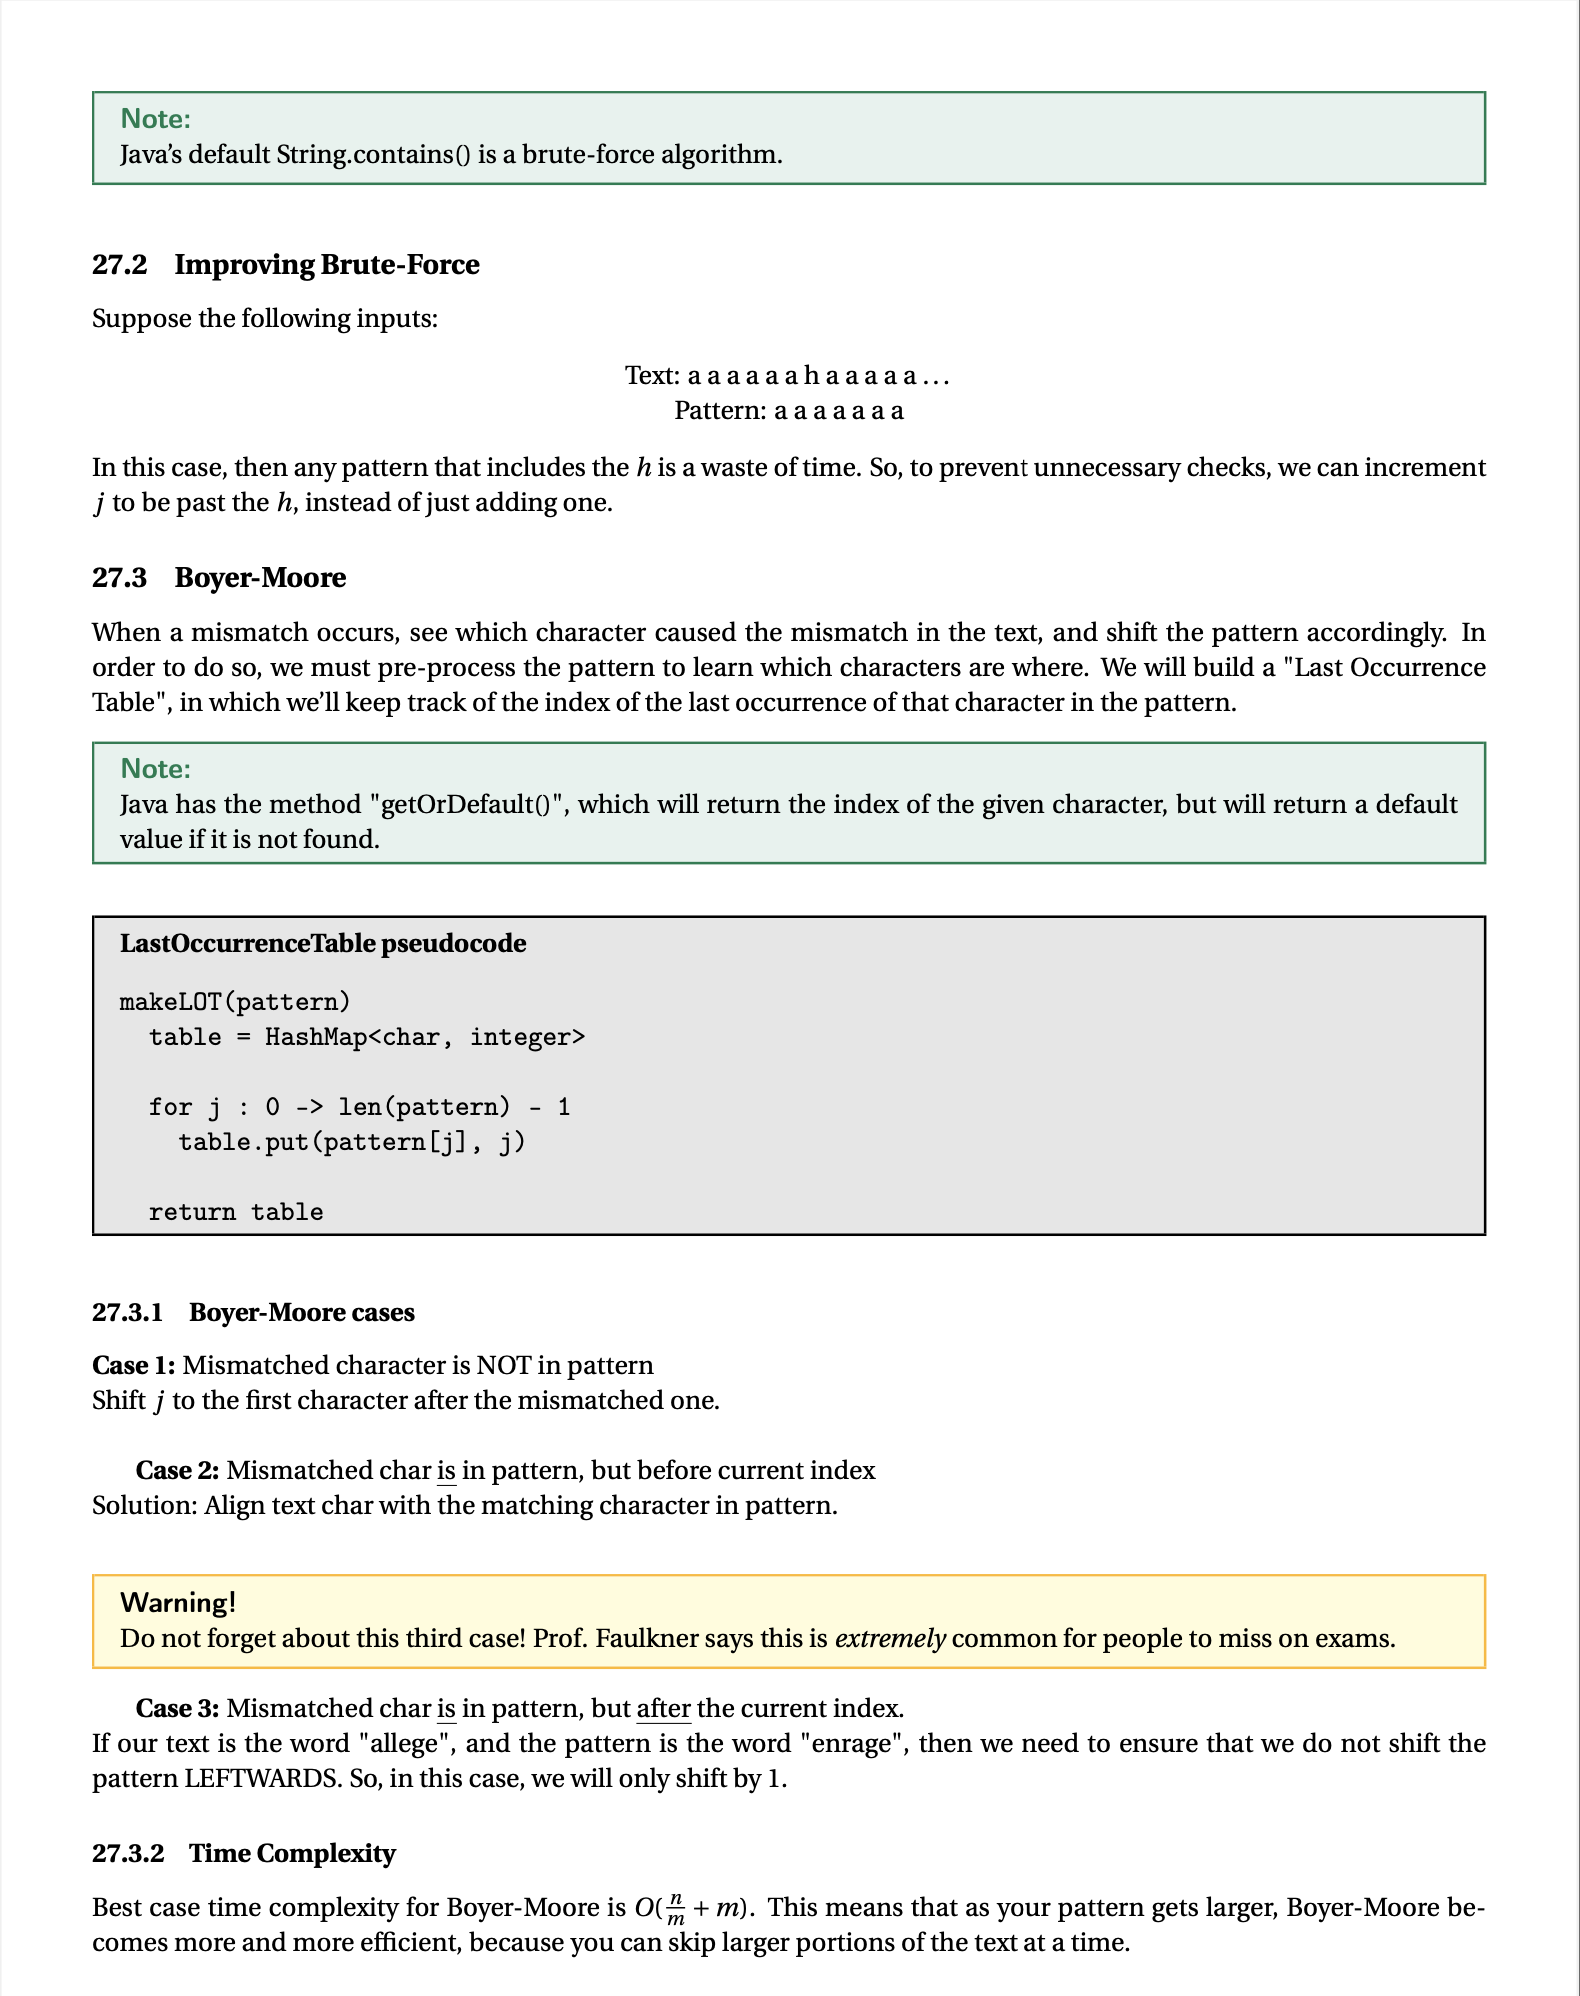 Note:
Java's default String.contains() is a brute-force algorithm.
27.2 Improving Brute-Force
Suppose the following inputs:
Text: a a a a a a h a a a a a …
Pattern: a a a a a a a
In this case, then any pattern that includes the h is a waste of time. So, to prevent unnecessary checks, we can increment
j to be past the h, instead of just adding one.
27.3 Boyer-Moore
When a mismatch occurs, see which character caused the mismatch in the text, and shift the pattern accordingly. In
order to do so, we must pre-process the pattern to learn which characters are where. We will build a "Last Occurrence
Table", in which we'll keep track of the index of the last occurrence of that character in the pattern.
Note:
Java has the method "getOrDefault()", which will return the index of the given character, but will return a default
value if it is not found.
LastOccurrenceTable pseudocode
makeLOT(pattern)
table = HashMap<char, integer>
for j : 0 -> len(pattern) - 1
table.put(pattern[j], j)
return table
27.3.1 Boyer-Moore cases
Case 1: Mismatched character is NOT in pattern
Shift j to the first character after the mismatched one.
Case 2: Mismatched char is in pattern, but before current index
Solution: Align text char with the matching character in pattern.
Warning!
Do not forget about this third case! Prof. Faulkner says this is extremely common for people to miss on exams.
Case 3: Mismatched char is in pattern, but after the current index.
If our text is the word "allege", and the pattern is the word "enrage", then we need to ensure that we do not shift the
pattern LEFTWARDS. So, in this case, we will only shift by 1.
27.3.2 Time Complexity
Best case time complexity for Boyer-Moore is O(n/m + m). This means that as your pattern gets larger, Boyer-Moore be-
comes more and more efficient, because you can skip larger portions of the text at a time.